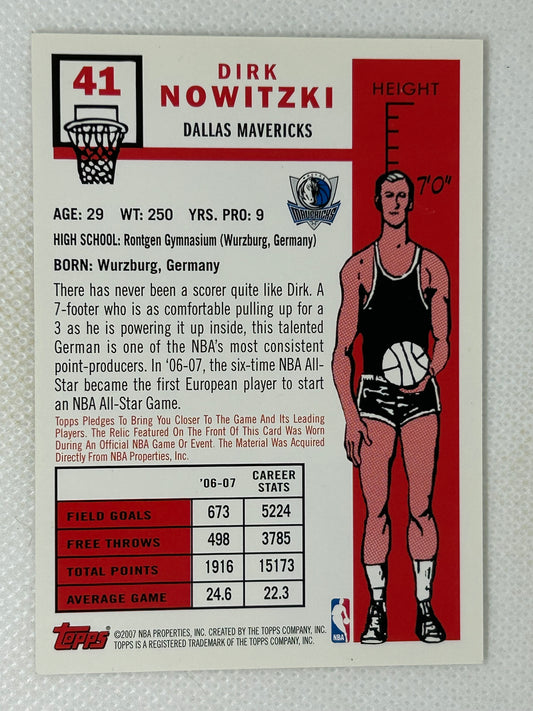 41
DIRK
NOWITZKI
DALLAS MAVERICKS
HEIGHT
7'0"
MAVERICKS
AGE: 29 WT: 250 YRS. PRO: 9
HIGH SCHOOL: Rontgen Gymnasium (Wurzburg, Germany)
BORN: Wurzburg, Germany
There has never been a scorer quite like Dirk. A
7-footer who is as comfortable pulling up for a
3 as he is powering it up inside, this talented
German is one of the NBA's most consistent
point-producers. In '06-07, the six-time NBA All-
Star became the first European player to start
an NBA All-Star Game.
Topps Pledges To Bring You Closer To The Game And Its Leading
Players. The Relic Featured On The Front Of This Card Was Worn
During An Official NBA Game Or Event. The Material Was Acquired
Directly From NBA Properties, Inc.
'06-07 CAREER STATS
FIELD GOALS 673 5224
FREE THROWS 498 3785
TOTAL POINTS 1916 15173
AVERAGE GAME 24.6 22.3
Topps
©2007 NBA PROPERTIES, INC. CREATED BY THE TOPPS COMPANY, INC.
TOPPS IS A REGISTERED TRADEMARK OF THE TOPPS COMPANY, INC.
NBA